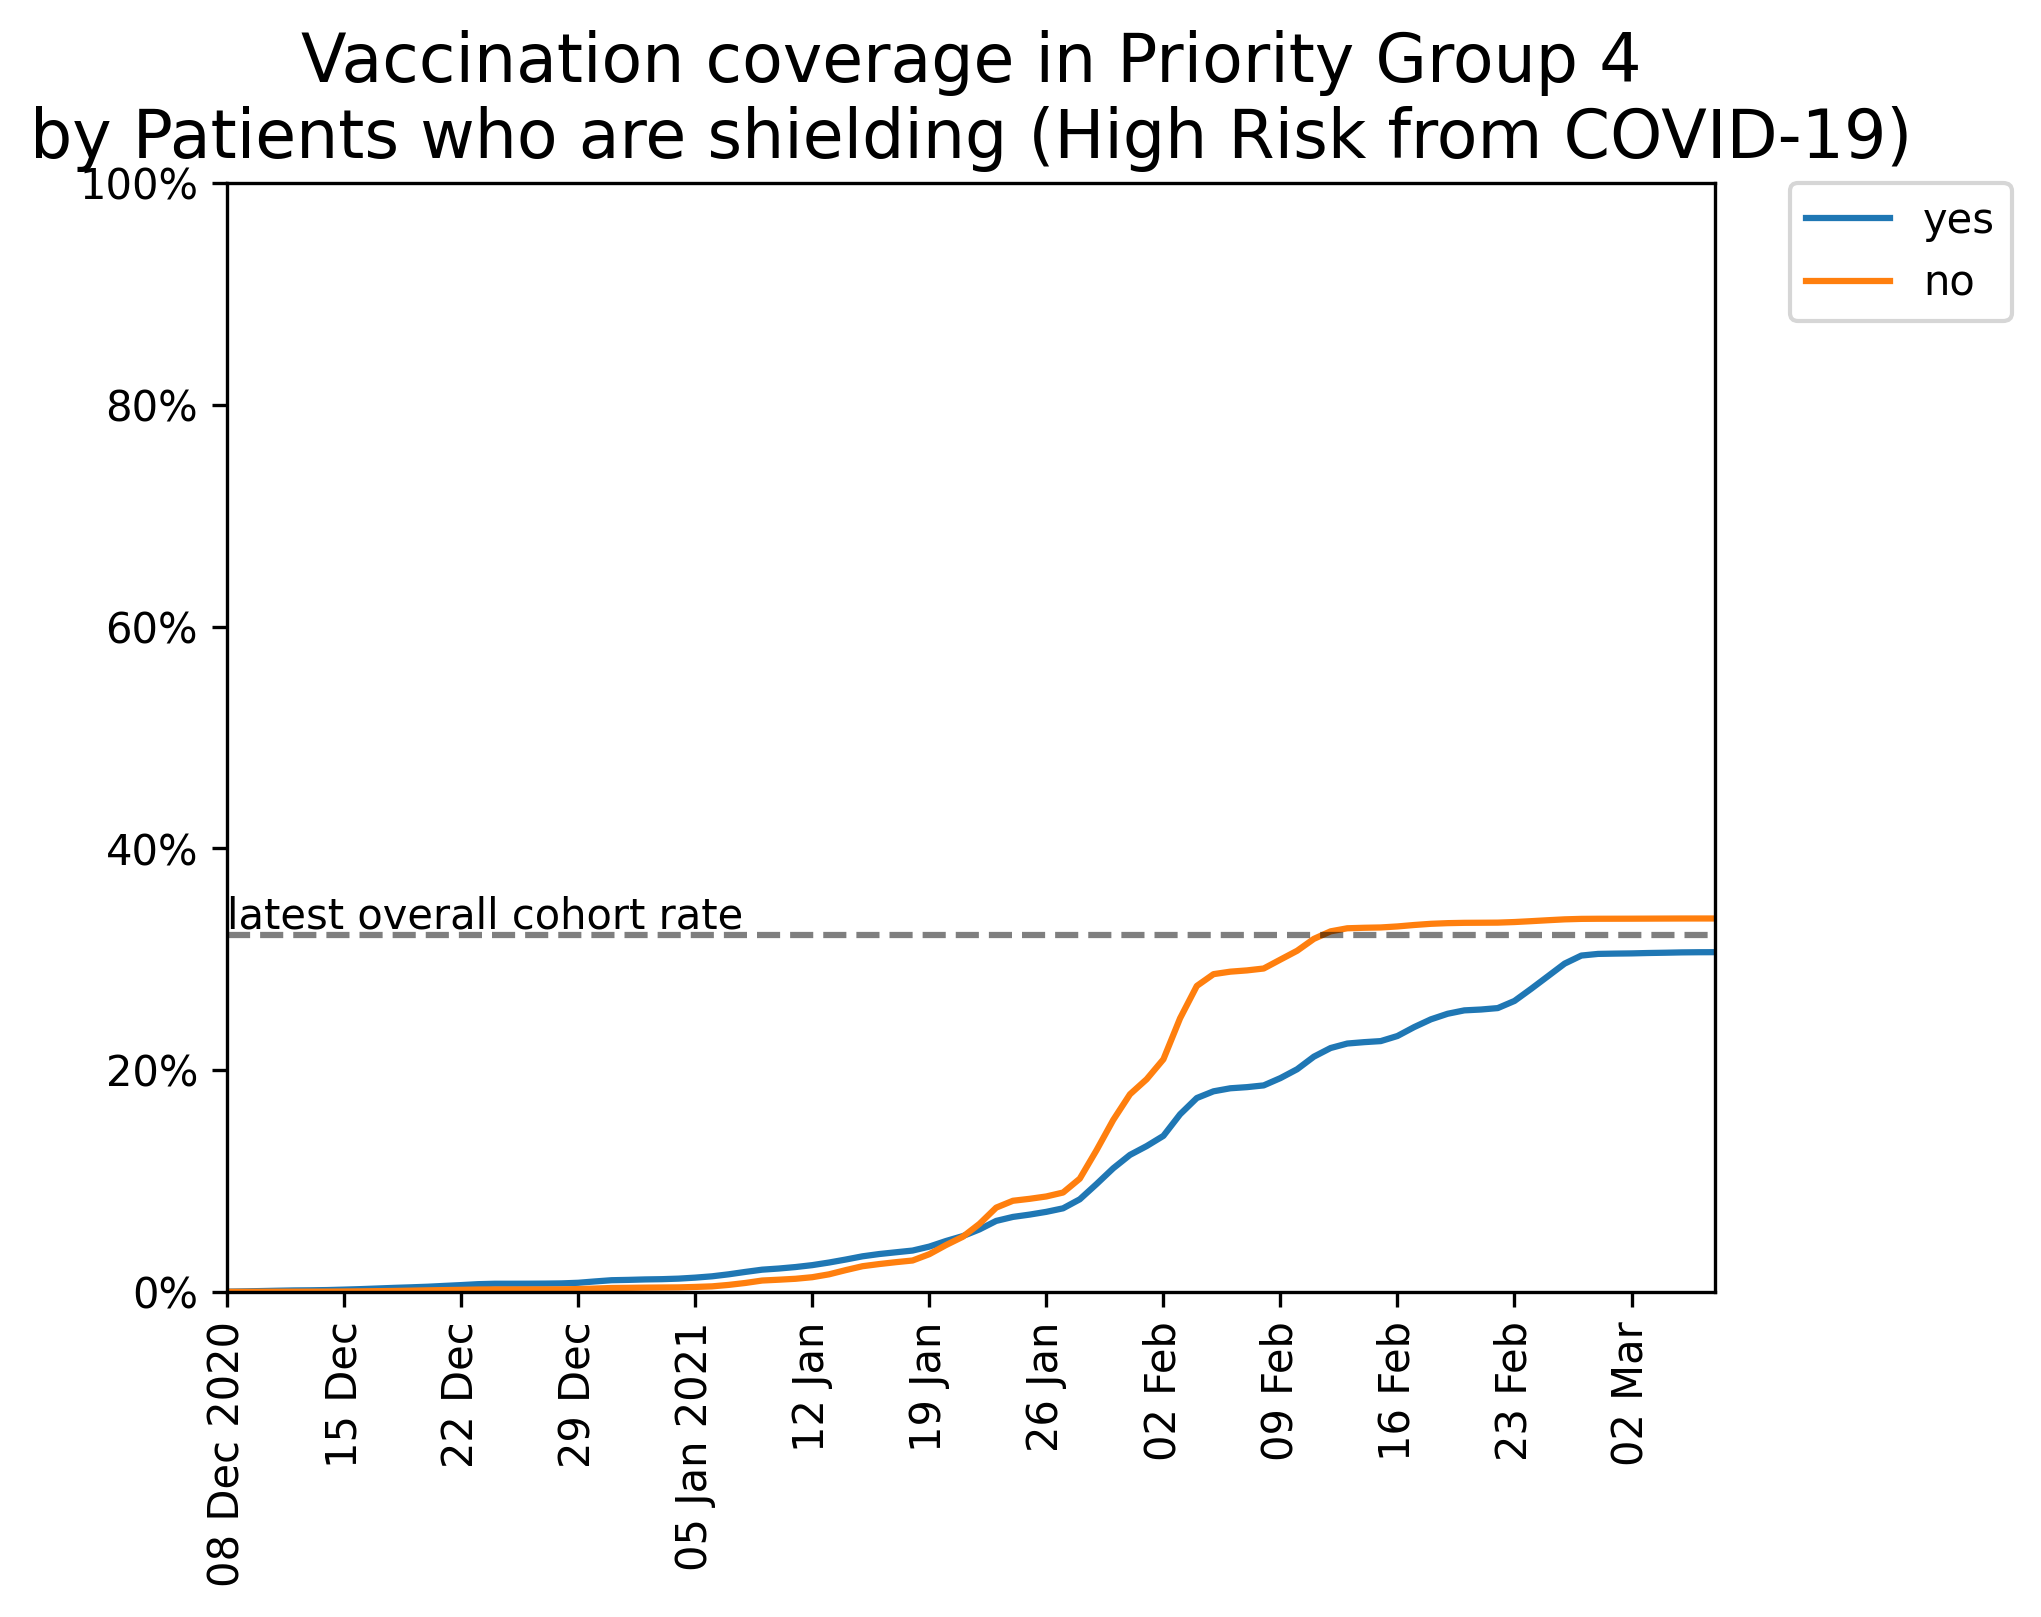 Vaccination coverage in Priority Group 4
by Patients who are shielding (High Risk from COVID-19)
100%
80%
60%
40%
20%
0%
latest overall cohort rate
yes
no
08 Dec 2020
15 Dec
22 Dec
29 Dec
05 Jan 2021
12 Jan
19 Jan
26 Jan
02 Feb
09 Feb
16 Feb
23 Feb
02 Mar